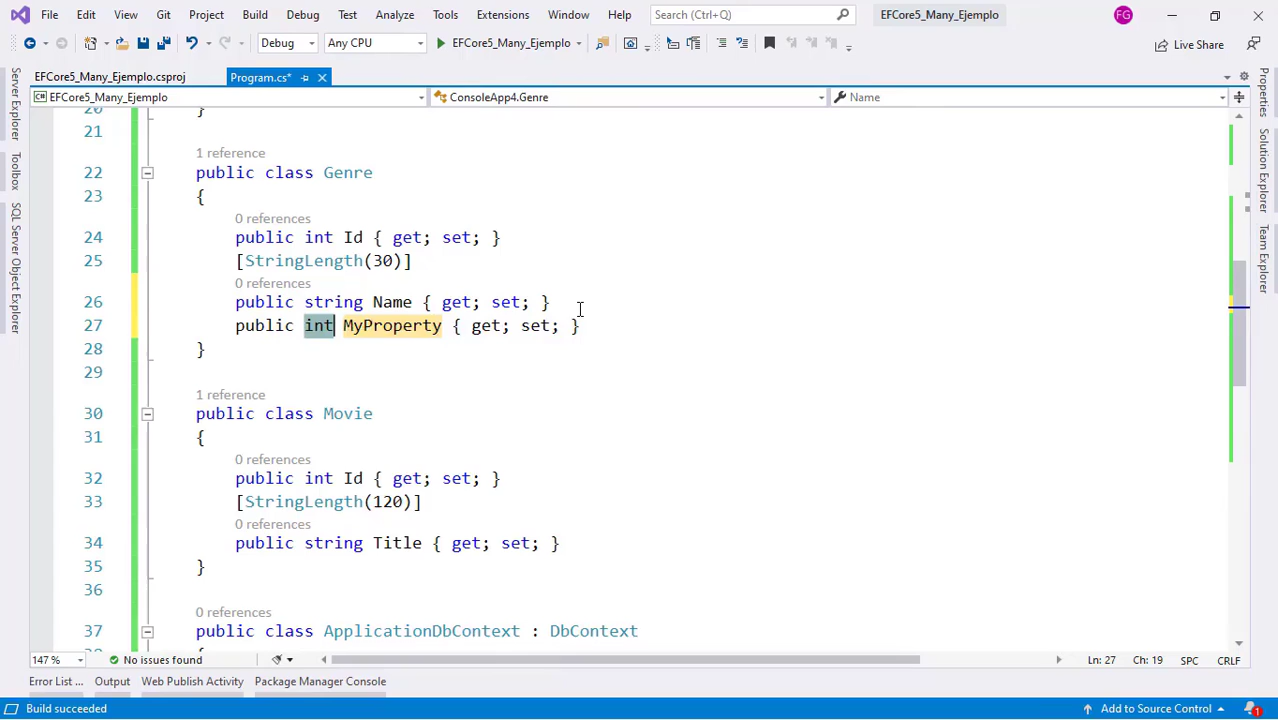 File Edit View Git Project Build Debug Test Analyze Tools Extensions Window Help Search (Ctrl+Q) EFCore5_Many_Ejemplo FG
Debug Any CPU EFCore5_Many_Ejemplo Live Share
EFCore5_Many_Ejemplo.csproj Program.cs*
EFCore5_Many_Ejemplo ConsoleApp4.Genre Name
Server Explorer
Toolbox
SQL Server Object Explorer
20 }
21
1 reference
22 public class Genre
23 {
0 references
24 public int Id { get; set; }
25 [StringLength(30)]
0 references
26 public string Name { get; set; }
27 public int MyProperty { get; set; }
28 }
29
1 reference
30 public class Movie
31 {
0 references
32 public int Id { get; set; }
33 [StringLength(120)]
0 references
34 public string Title { get; set; }
35 }
36
0 references
37 public class ApplicationDbContext : DbContext
Properties
Solution Explorer
Team Explorer
147 % No issues found Ln: 27 Ch: 19 SPC CRLF
Error List ... Output Web Publish Activity Package Manager Console
Build succeeded Add to Source Control 1